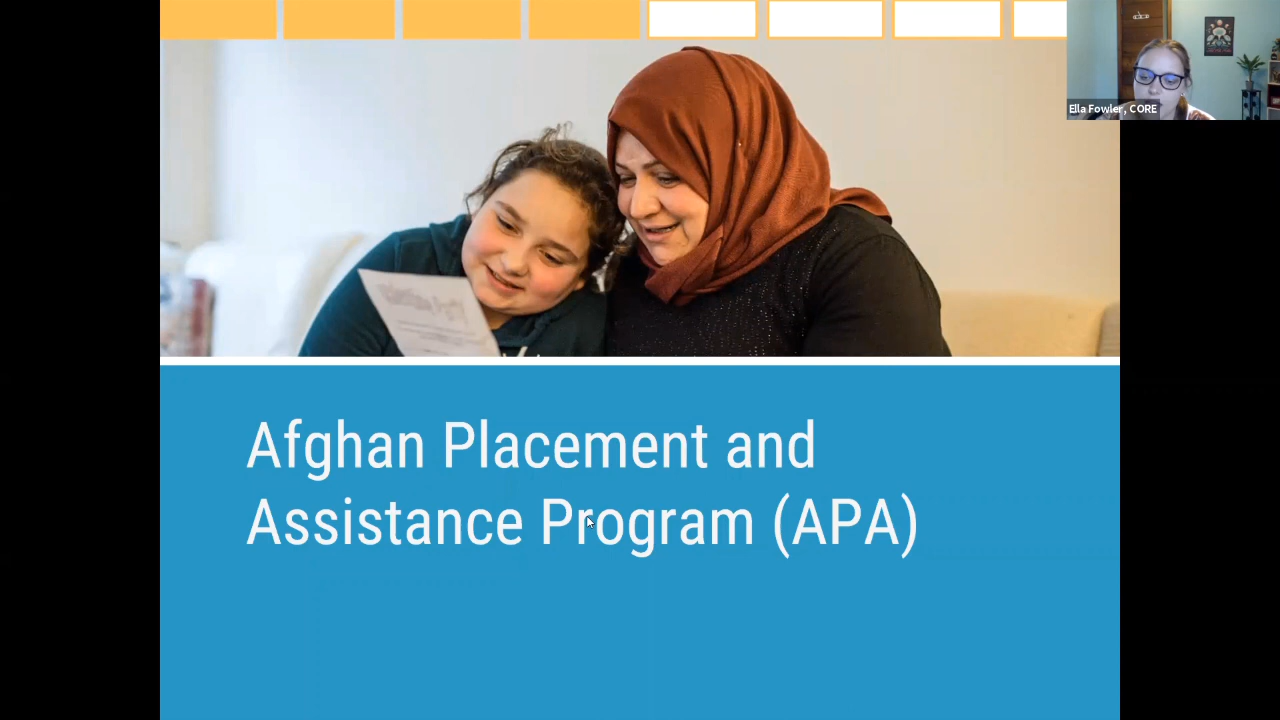 Ella Fowler, CORE
Afghan Placement and
Assistance Program (APA)